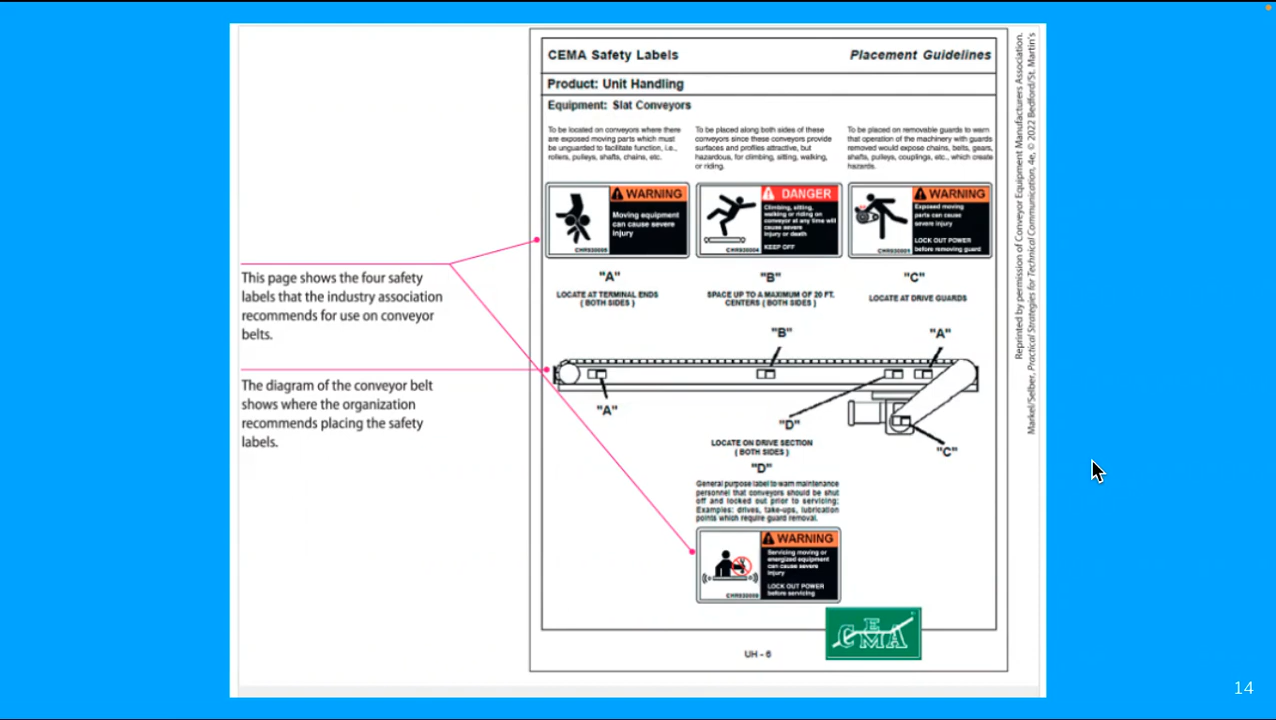 CEMA Safety Labels
Placement Guidelines
Product: Unit Handling
Equipment: Slat Conveyors
To be located on conveyors where there
are exposed moving parts which must
be unguarded to facilitate function, i.e.,
rollers, pulleys, shafts, chains, etc.
To be placed along both sides of these
conveyors since these conveyors provide
surfaces and profiles attractive, but
hazardous, for climbing, sitting, walking,
or riding.
To be placed on removable guards to warn
that operation of the machinery with guards
removed would expose chains, belts, gears,
shafts, pulleys, couplings, etc., which create
hazards.
WARNING
Moving equipment
can cause severe
injury
CHR930005
DANGER
Climbing, sitting,
walking or riding on
conveyor at any time will
cause severe
injury or death
KEEP OFF
CHR930004
WARNING
Exposed moving
parts can cause
severe injury
LOCK OUT POWER
before removing guard
CHR930001
"A"
LOCATE AT TERMINAL ENDS
( BOTH SIDES )
"B"
SPACE UP TO A MAXIMUM OF 20 FT.
CENTERS ( BOTH SIDES )
"C"
LOCATE AT DRIVE GUARDS
This page shows the four safety
labels that the industry association
recommends for use on conveyor
belts.
The diagram of the conveyor belt
shows where the organization
recommends placing the safety
labels.
"B"
"A"
"A"
"D"
"C"
LOCATE ON DRIVE SECTION
( BOTH SIDES )
"D"
General purpose label to warn maintenance
personnel that conveyors should be shut
off and locked out prior to servicing;
Examples: drives, take-ups, lubrication
points which require guard removal.
WARNING
Servicing moving or
energized equipment
can cause severe
injury
LOCK OUT POWER
before servicing
CEMA
UH - 6
Reprinted by permission of Conveyor Equipment Manufacturers Association.
Markel/Selber, Practical Strategies for Technical Communication, 4e, © 2022 Bedford/St. Martin's
14